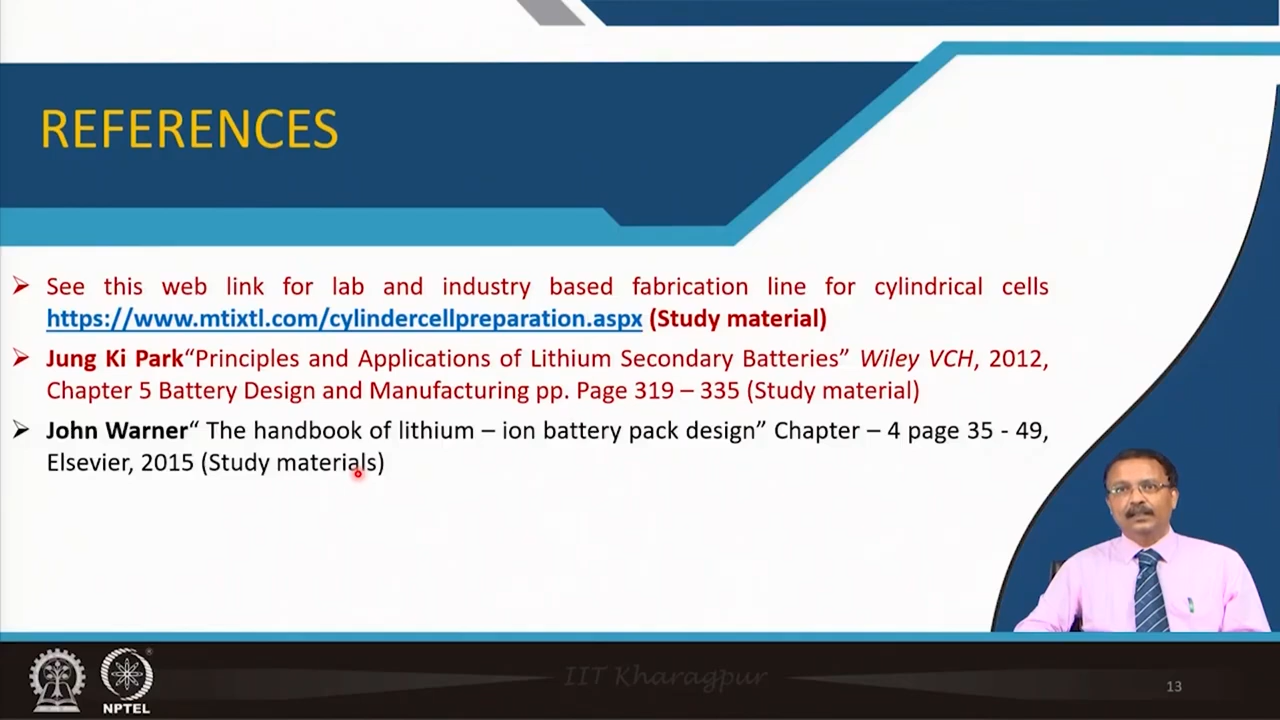 REFERENCES
➢ See this web link for lab and industry based fabrication line for cylindrical cells
https://www.mtixtl.com/cylindercellpreparation.aspx (Study material)
➢ Jung Ki Park“Principles and Applications of Lithium Secondary Batteries” Wiley VCH, 2012,
Chapter 5 Battery Design and Manufacturing pp. Page 319 – 335 (Study material)
➢ John Warner“ The handbook of lithium – ion battery pack design” Chapter – 4 page 35 - 49,
Elsevier, 2015 (Study materials)
IIT Kharagpur
13
NPTEL